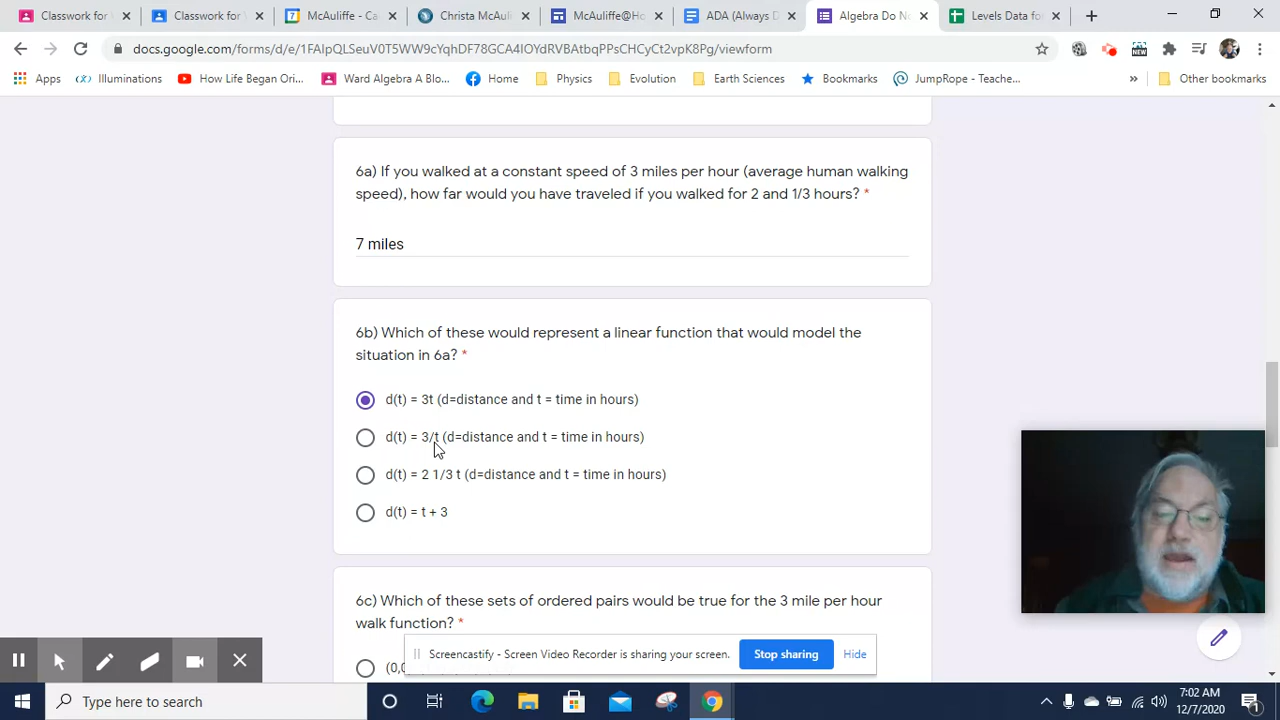 Classwork for
Classwork for
McAuliffe - Cal
Christa McAuli
McAuliffe@Ho
ADA (Always D
Algebra Do No
Levels Data for
docs.google.com/forms/d/e/1FAIpQLSeuV0T5WW9cYqhDF78GCA4IOYdRVBAtbqPPsCHCyCt2vpK8Pg/viewform
Apps
Illuminations
How Life Began Ori...
Ward Algebra A Blo...
Home
Physics
Evolution
Earth Sciences
Bookmarks
JumpRope - Teache...
»
Other bookmarks
6a) If you walked at a constant speed of 3 miles per hour (average human walking
speed), how far would you have traveled if you walked for 2 and 1/3 hours? *
7 miles
6b) Which of these would represent a linear function that would model the
situation in 6a? *
d(t) = 3t (d=distance and t = time in hours)
d(t) = 3/t (d=distance and t = time in hours)
d(t) = 2 1/3 t (d=distance and t = time in hours)
d(t) = t + 3
6c) Which of these sets of ordered pairs would be true for the 3 mile per hour
walk function? *
(0,0
Screencastify - Screen Video Recorder is sharing your screen.
Stop sharing
Hide
Type here to search
7:02 AM
12/7/2020